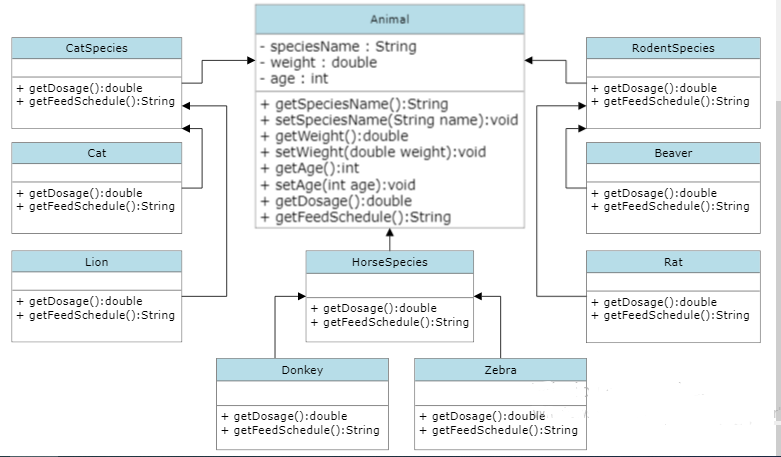 Animal
- speciesName : String
- weight : double
- age : int
+ getSpeciesName():String
+ setSpeciesName(String name):void
+ getWeight():double
+ setWieght(double weight):void
+ getAge():int
+ setAge(int age):void
+ getDosage():double
+ getFeedSchedule():String
CatSpecies
+ getDosage():double
+ getFeedSchedule():String
Cat
+ getDosage():double
+ getFeedSchedule():String
Lion
+ getDosage():double
+ getFeedSchedule():String
RodentSpecies
+ getDosage():double
+ getFeedSchedule():String
Beaver
+ getDosage():double
+ getFeedSchedule():String
Rat
+ getDosage():double
+ getFeedSchedule():String
HorseSpecies
+ getDosage():double
+ getFeedSchedule():String
Donkey
+ getDosage():double
+ getFeedSchedule():String
Zebra
+ getDosage():double
+ getFeedSchedule():String